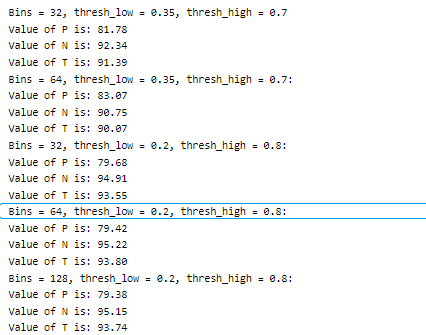 Bins = 32, thresh_low = 0.35, thresh_high = 0.7
Value of P is: 81.78
Value of N is: 92.34
Value of T is: 91.39
Bins = 64, thresh_low = 0.35, thresh_high = 0.7:
Value of P is: 83.07
Value of N is: 90.75
Value of T is: 90.07
Bins = 32, thresh_low = 0.2, thresh_high = 0.8:
Value of P is: 79.68
Value of N is: 94.91
Value of T is: 93.55
Bins = 64, thresh_low = 0.2, thresh_high = 0.8:
Value of P is: 79.42
Value of N is: 95.22
Value of T is: 93.80
Bins = 128, thresh_low = 0.2, thresh_high = 0.8:
Value of P is: 79.38
Value of N is: 95.15
Value of T is: 93.74